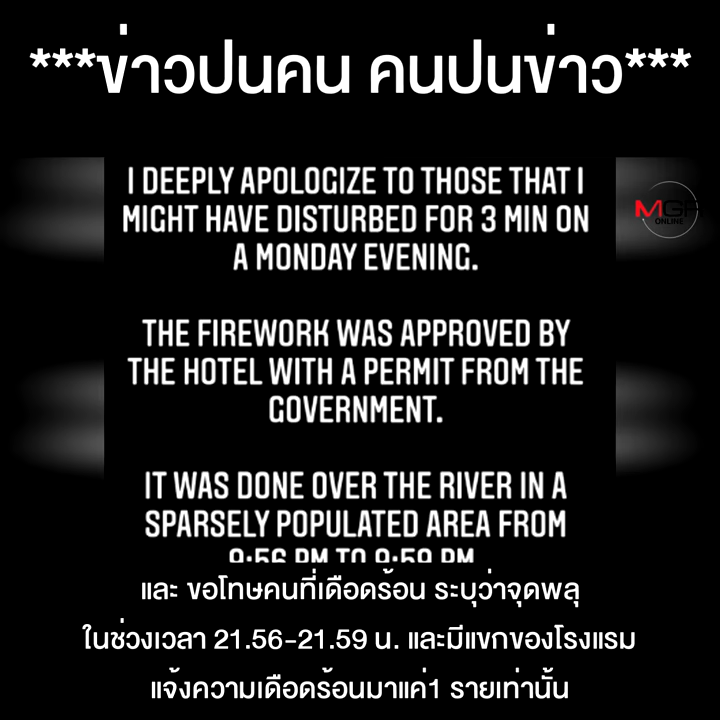 ***ข่าวปนคน คนปนข่าว***
I DEEPLY APOLOGIZE TO THOSE THAT I
MIGHT HAVE DISTURBED FOR 3 MIN ON
A MONDAY EVENING.
MGR
ONLINE
THE FIREWORK WAS APPROVED BY
THE HOTEL WITH A PERMIT FROM THE
GOVERNMENT.
IT WAS DONE OVER THE RIVER IN A
SPARSELY POPULATED AREA FROM
9:56 PM TO 9:59 PM
และ ขอโทษคนที่เดือดร้อน ระบุว่าจุดพลุ
ในช่วงเวลา 21.56-21.59 น. และมีแขกของโรงแรม
แจ้งความเดือดร้อนมาแค่1 รายเท่านั้น